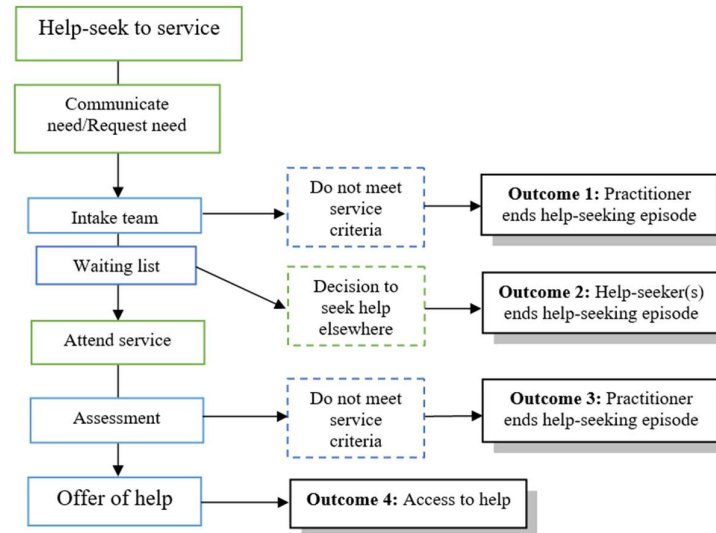 Help-seek to service
Communicate
need/Request need
Intake team
Do not meet
service
criteria
Outcome 1: Practitioner
ends help-seeking episode
Waiting list
Decision to
seek help
elsewhere
Outcome 2: Help-seeker(s)
ends help-seeking episode
Attend service
Assessment
Do not meet
service
criteria
Outcome 3: Practitioner
ends help-seeking episode
Offer of help
Outcome 4: Access to help